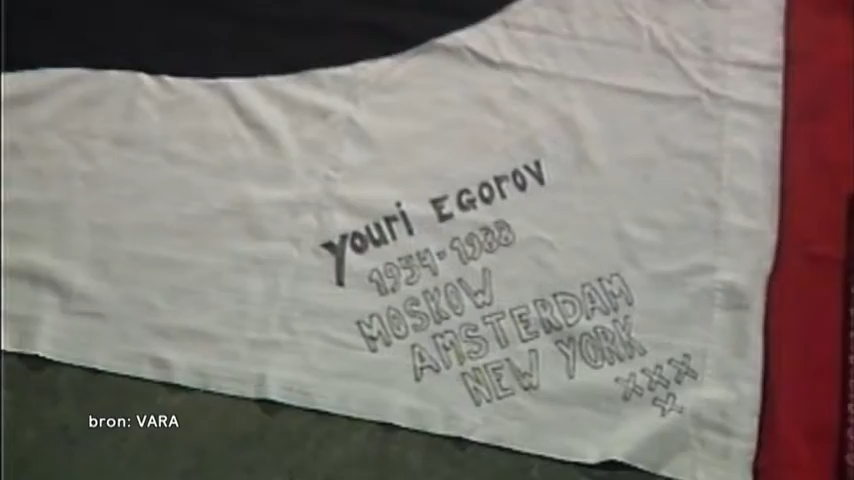 Youri EGOROV
1954-1988
MOSKOW
AMSTERDAM
NEW YORK
XXX
X
bron: VARA